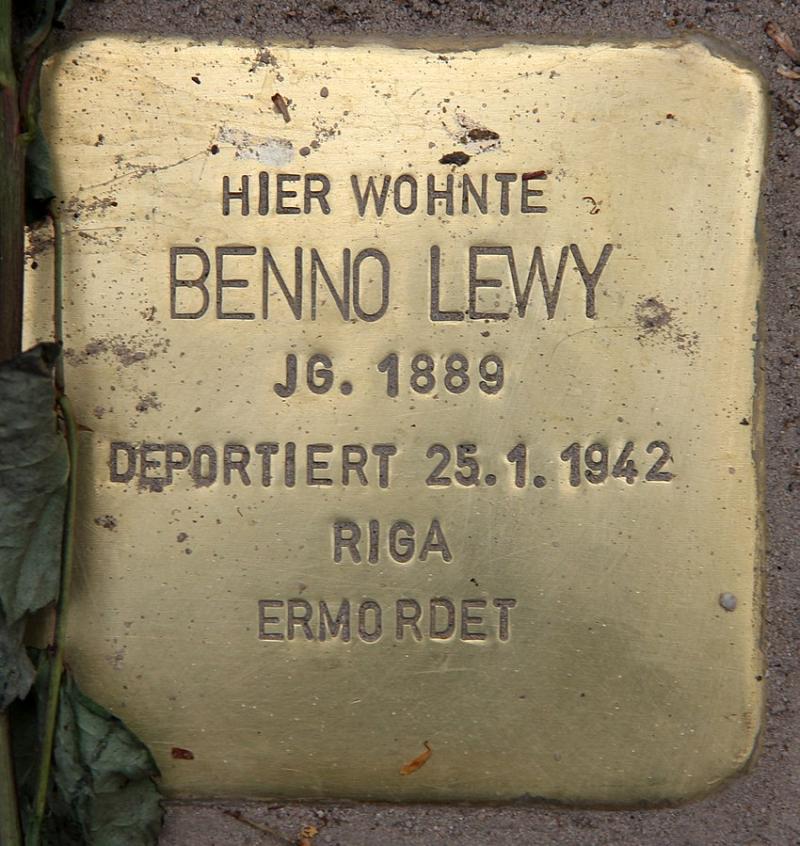 HIER WOHNTE
BENNO LEWY
JG. 1889
DEPORTIERT 25.1.1942
RIGA
ERMORDET